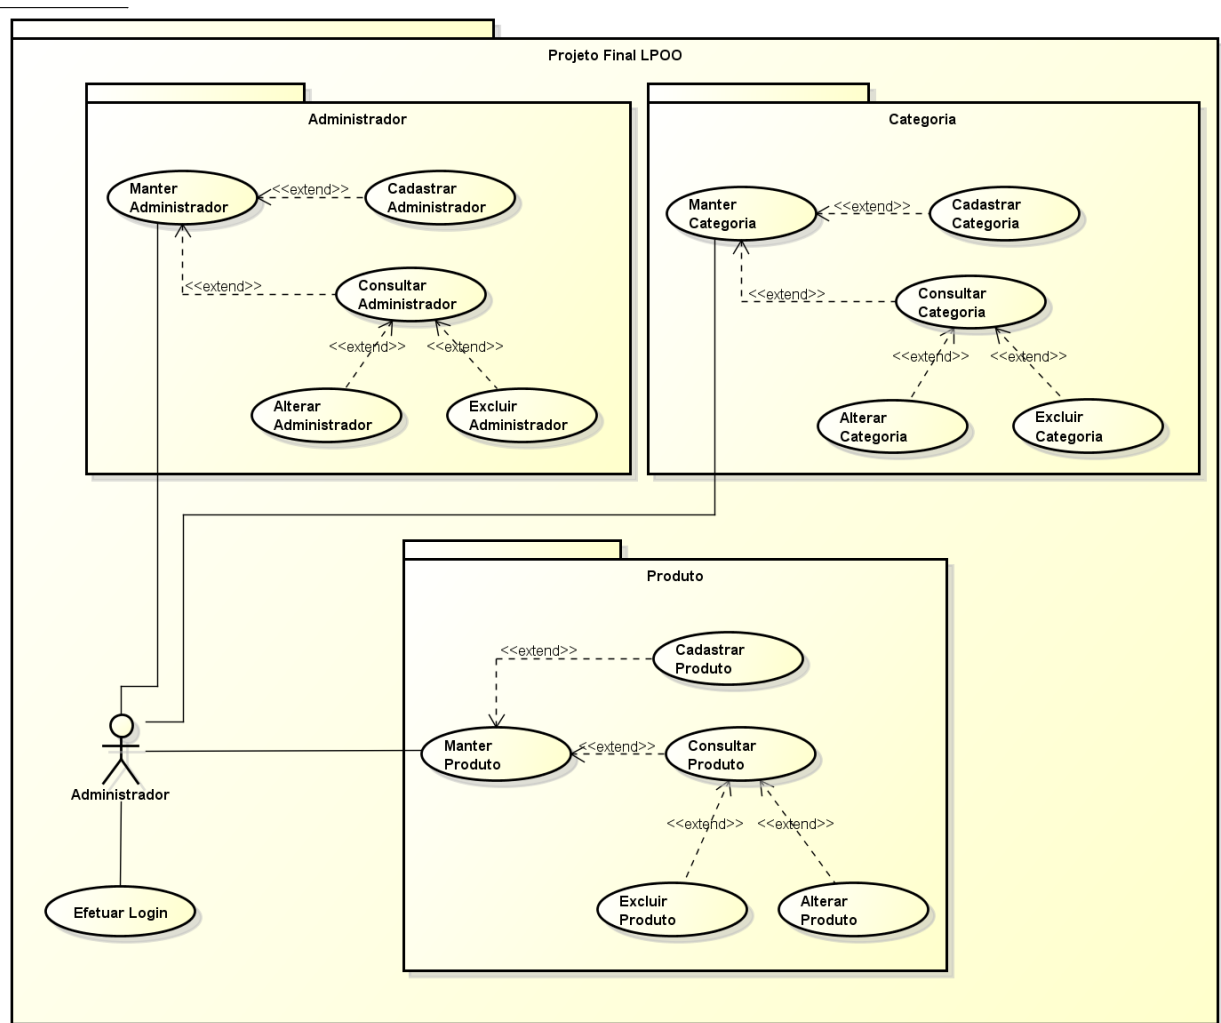 Projeto Final LPOO
Administrador
Manter
Administrador
<<extend>>
Cadastrar
Administrador
<<extend>>
Consultar
Administrador
<<extend>>
<<extend>>
Alterar
Administrador
Excluir
Administrador
Categoria
Manter
Categoria
<<extend>>
Cadastrar
Categoria
<<extend>>
Consultar
Categoria
<<extend>>
<<extend>>
Alterar
Categoria
Excluir
Categoria
Produto
<<extend>>
Cadastrar
Produto
Manter
Produto
<<extend>>
Consultar
Produto
<<extend>>
<<extend>>
Excluir
Produto
Alterar
Produto
Administrador
Efetuar Login